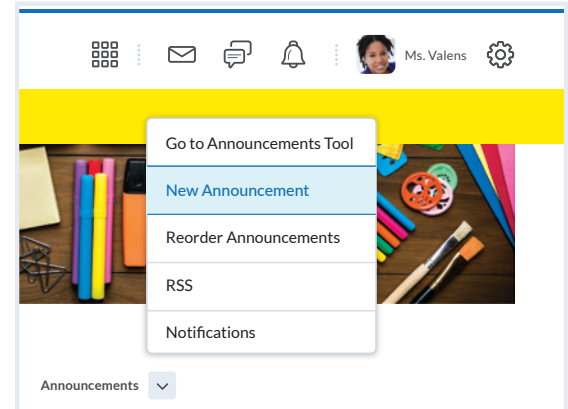 Ms. Valens
Go to Announcements Tool
New Announcement
Reorder Announcements
RSS
Notifications
Announcements